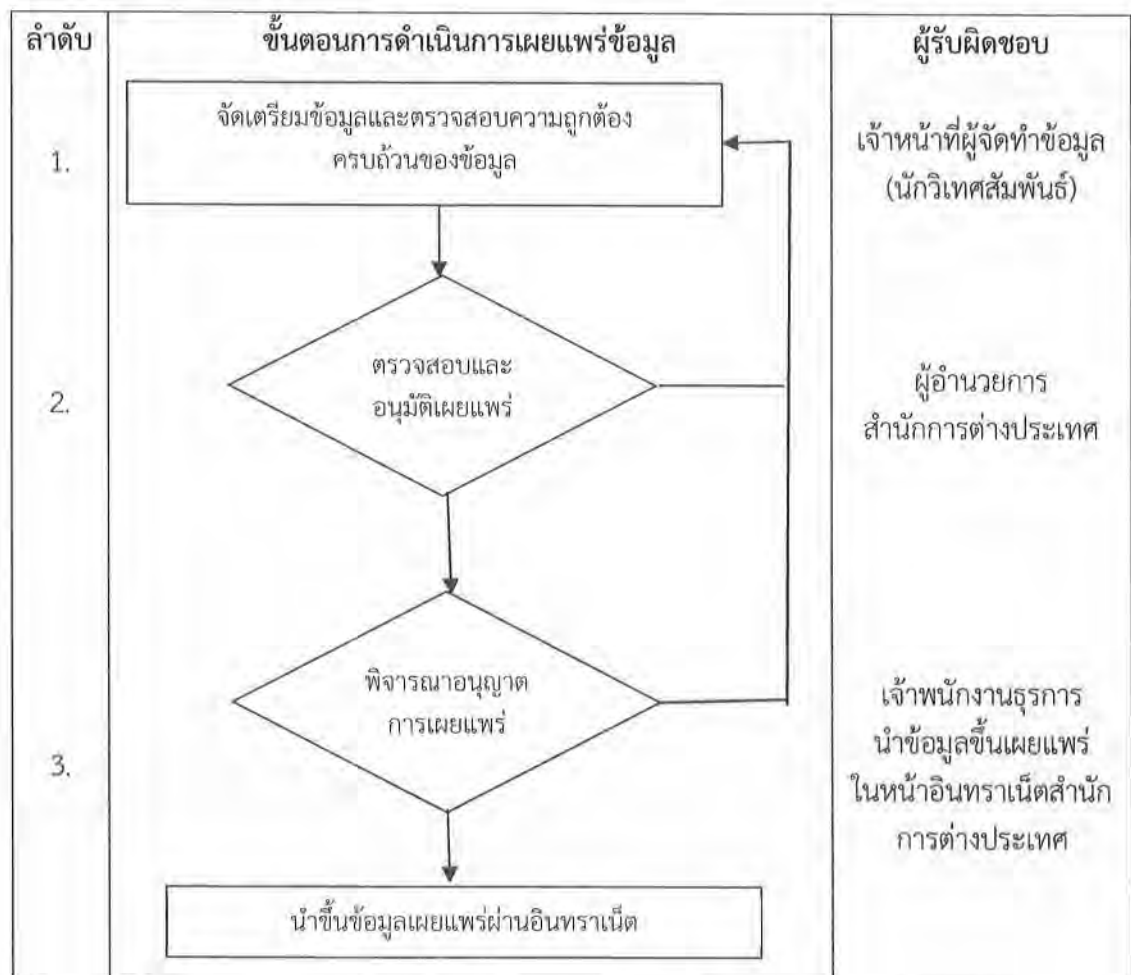 ลำดับ
ขั้นตอนการดำเนินการเผยแพร่ข้อมูล
ผู้รับผิดชอบ
1.
จัดเตรียมข้อมูลและตรวจสอบความถูกต้อง
ครบถ้วนของข้อมูล
เจ้าหน้าที่ผู้จัดทำข้อมูล
(นักวิเทศสัมพันธ์)
2.
ตรวจสอบและ
อนุมัติเผยแพร่
ผู้อำนวยการ
สำนักการต่างประเทศ
3.
พิจารณาอนุญาต
การเผยแพร่
เจ้าพนักงานธุรการ
นำข้อมูลขึ้นเผยแพร่
ในหน้าอินทราเน็ตสำนัก
การต่างประเทศ
นำขึ้นข้อมูลเผยแพร่ผ่านอินทราเน็ต